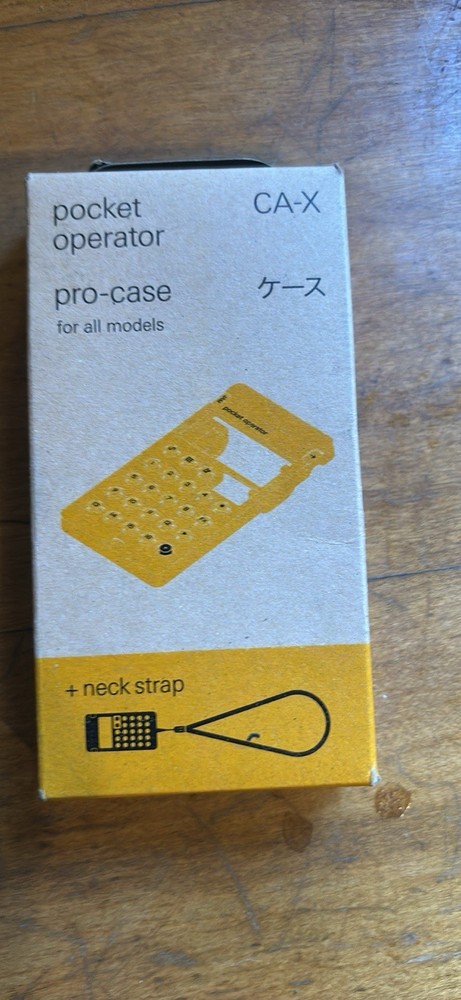 pocket
operator
CA-X
pro-case
ケース
for all models
pocket operator
+ neck strap